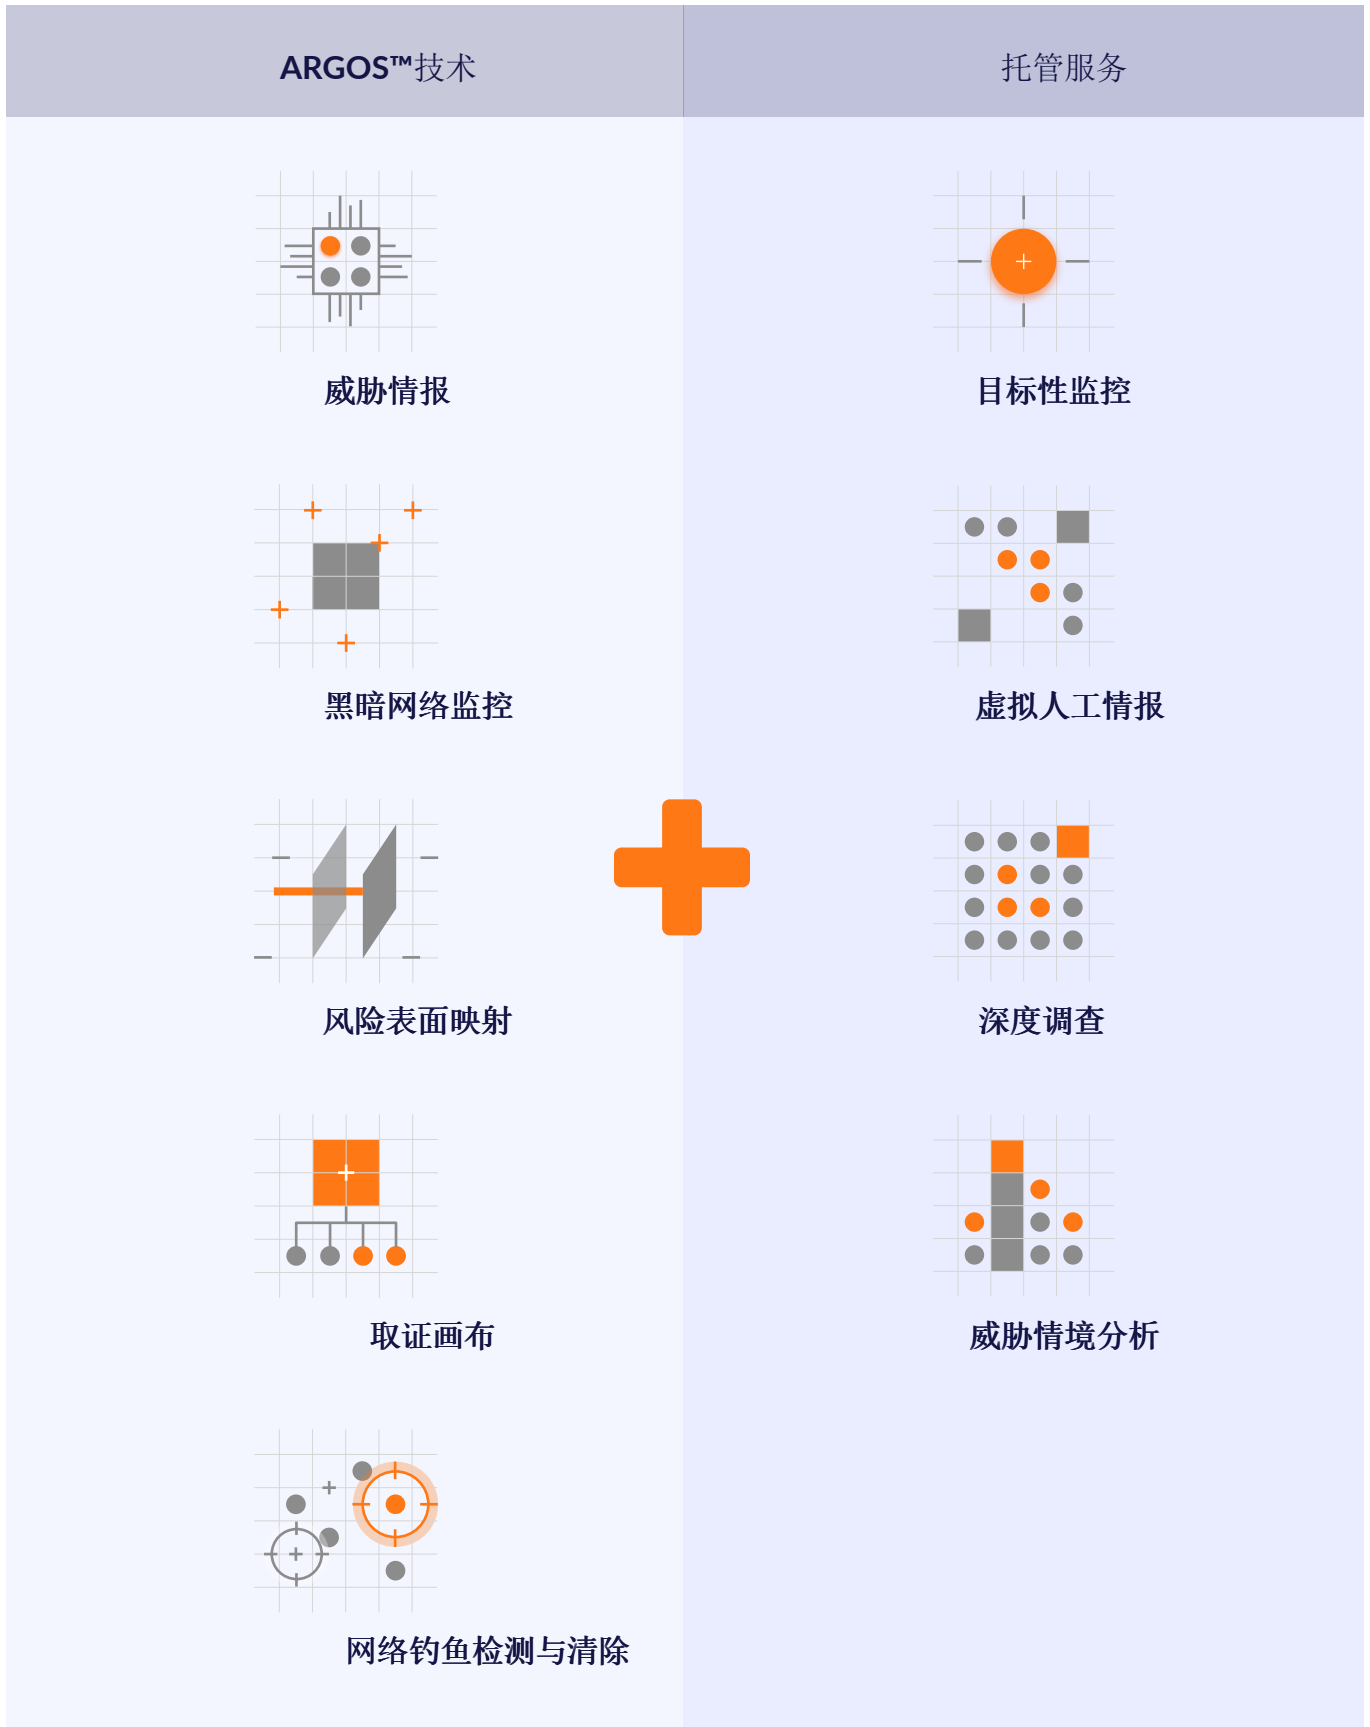 ARGOS™技术
托管服务
威胁情报
目标性监控
黑暗网络监控
虚拟人工情报
风险表面映射
深度调查
取证画布
威胁情境分析
网络钓鱼检测与清除